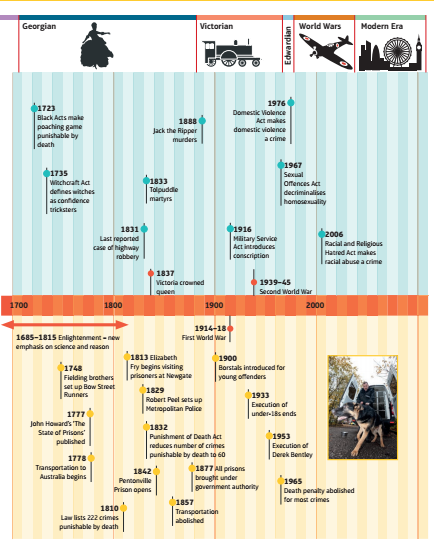 Georgian
Victorian
Edwardian
World Wars
Modern Era
1723
Black Acts make
poaching game
punishable by
death
1888
Jack the Ripper
murders
1976
Domestic Violence
Act makes
domestic violence
a crime
1735
Witchcraft Act
defines witches
as confidence
tricksters
1833
Tolpuddle
martyrs
1967
Sexual
Offences Act
decriminalises
homosexuality
1831
Last reported
case of highway
robbery
1916
Military Service
Act introduces
conscription
2006
Racial and Religious
Hatred Act makes
racial abuse a crime
1837
Victoria crowned
queen
1939–45
Second World War
1700
1800
1900
2000
1685–1815 Enlightenment – new
emphasis on science and reason
1914–18
First World War
1748
Fielding brothers
set up Bow Street
Runners
1813 Elizabeth
Fry begins visiting
prisoners at Newgate
1900
Borstals introduced for
young offenders
1829
Robert Peel sets up
Metropolitan Police
1933
Execution of
under-18s ends
1777
John Howard's 'The
State of Prisons'
published
1832
Punishment of Death Act
reduces number of crimes
punishable by death to 60
1953
Execution of
Derek Bentley
1778
Transportation to
Australia begins
1842
Pentonville
Prison opens
1877 All prisons
brought under
government authority
1965
Death penalty abolished
for most crimes
1810
Law lists 222 crimes
punishable by death
1857
Transportation
abolished